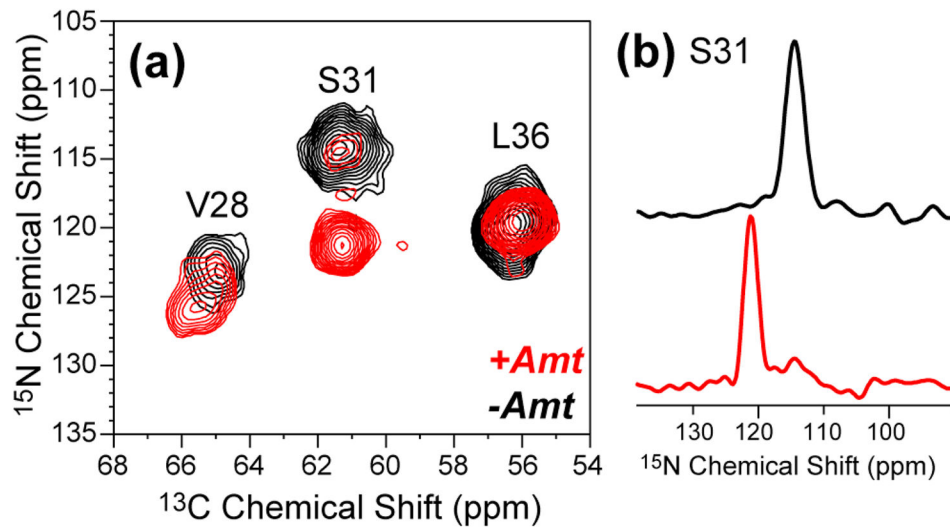 (a)
S31
L36
V28
+Amt
-Amt
15N Chemical Shift (ppm)
105
110
115
120
125
130
135
68 66 64 62 60 58 56 54
13C Chemical Shift (ppm)
(b) S31
130 120 110 100
15N Chemical Shift (ppm)